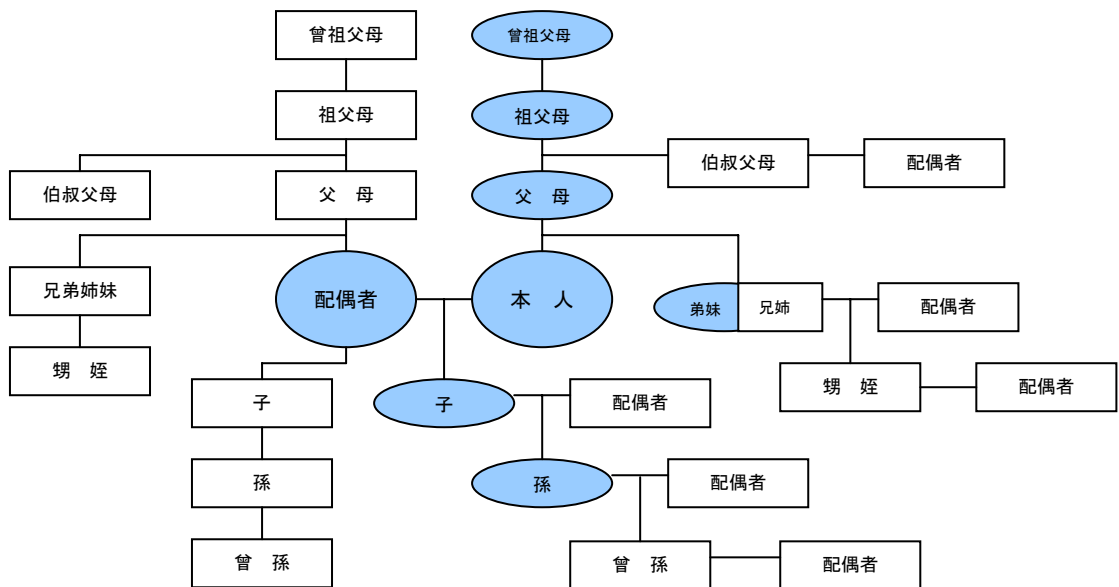 曾祖父母
曾祖父母
祖父母
祖父母
伯叔父母
配偶者
伯叔父母
父　母
父　母
兄弟姉妹
配偶者
本　人
弟妹
兄姉
配偶者
甥　姪
甥　姪
配偶者
子
子
配偶者
孫
孫
配偶者
曾　孫
曾　孫
配偶者